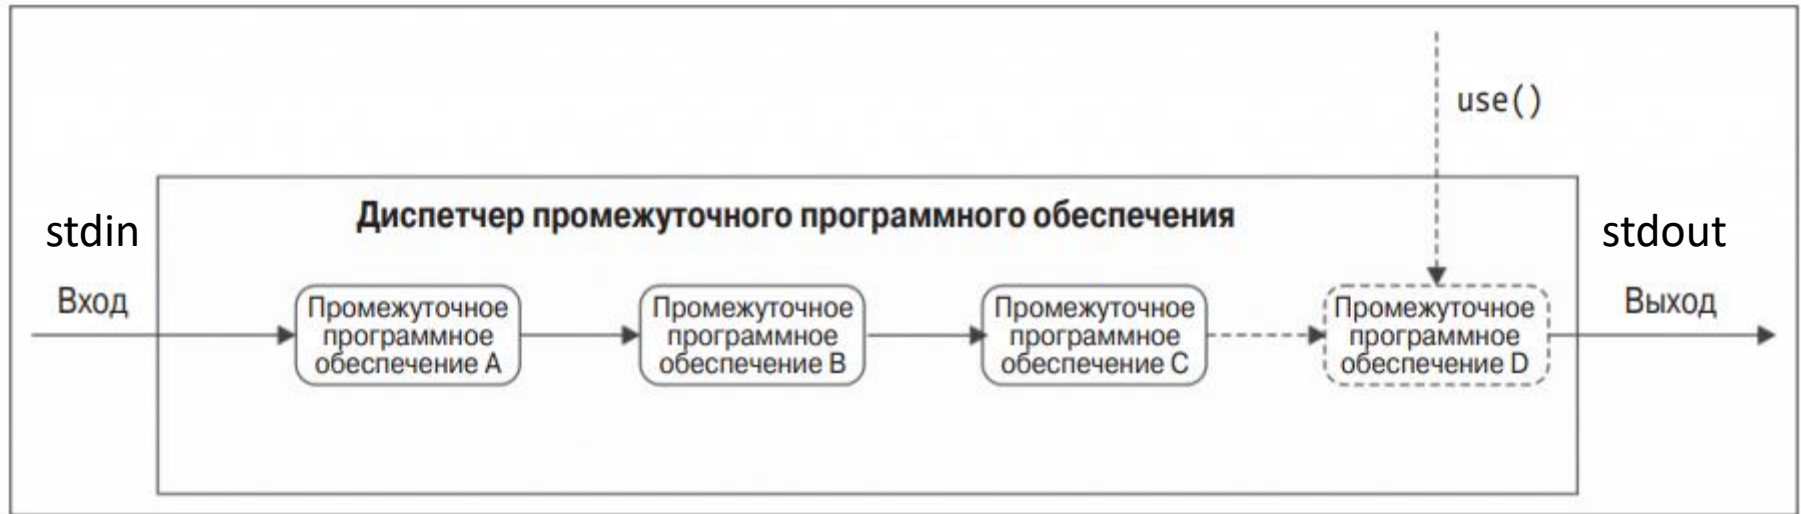 use()
Диспетчер промежуточного программного обеспечения
stdin
stdout
Вход
Промежуточное
программное
обеспечение A
Промежуточное
программное
обеспечение B
Промежуточное
программное
обеспечение C
Промежуточное
программное
обеспечение D
Выход